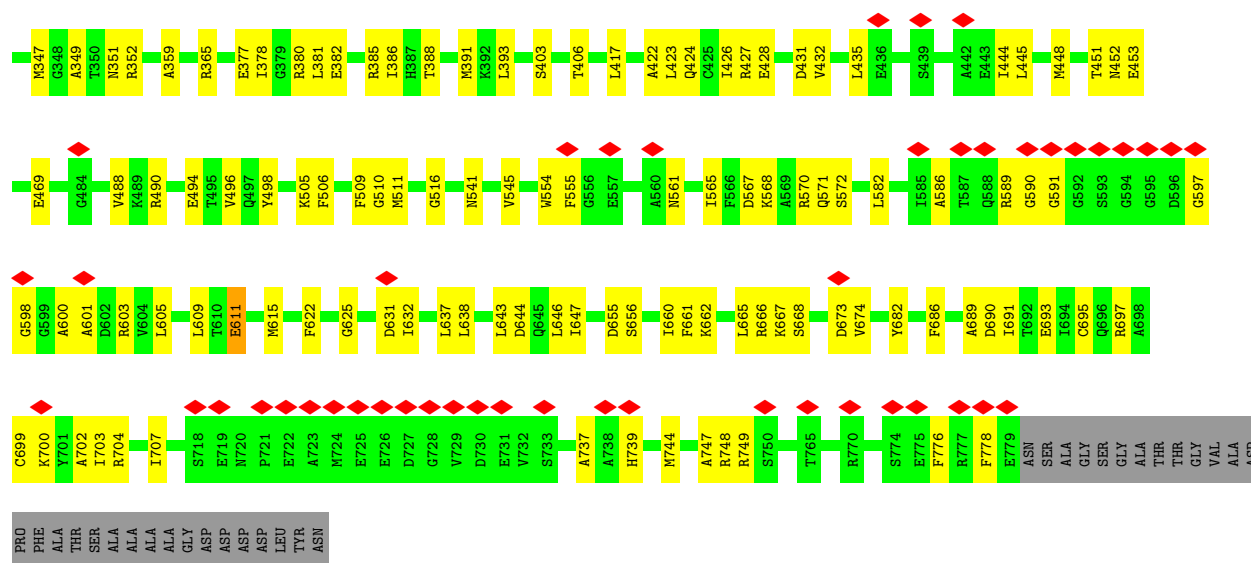 M347 G348 A349 T350 N351 R352 A359 R365 E377 I378 G379 R380 L381 E382 R385 I386 H387 T388 M391 K392 L393 S403 T406 L417 A422 L423 Q424 C425 I426 R427 E428 D431 V432 L435 E436 S439 A442 E443 I444 L445 M448 T451 N452 E453
E469 G484 V488 K489 R490 E494 T495 V496 Q497 Y498 K505 F506 F509 G510 M511 G516 N541 V545 W554 F555 G556 E557 A560 N561 I565 F566 D567 K568 A569 R570 Q571 S572 L582 I585 A586 T587 Q588 R589 G590 G591 G592 S593 G594 G595 D596 G597
G598 G599 A600 A601 D602 R603 V604 L605 L609 T610 E611 M615 F622 G625 D631 I632 L637 L638 L643 D644 Q645 L646 I647 D655 S656 I660 F661 K662 L665 R666 K667 S668 D673 V674 Y682 F686 A689 D690 I691 T692 E693 I694 C695 Q696 R697 A698
C699 K700 Y701 A702 I703 R704 I707 S718 E719 N720 P721 E722 A723 M724 E725 E726 D727 G728 V729 D730 E731 V732 S733 A737 A738 H739 M744 A747 R748 R749 S750 T765 R770 S774 E775 F776 R777 F778 E779 ASN SER ALA GLY SER GLY ALA THR THR GLY VAL ALA ASP
PRO PHE ALA THR SER ALA ALA ALA ALA GLY ASP ASP ASP ASP LEU TYR ASN